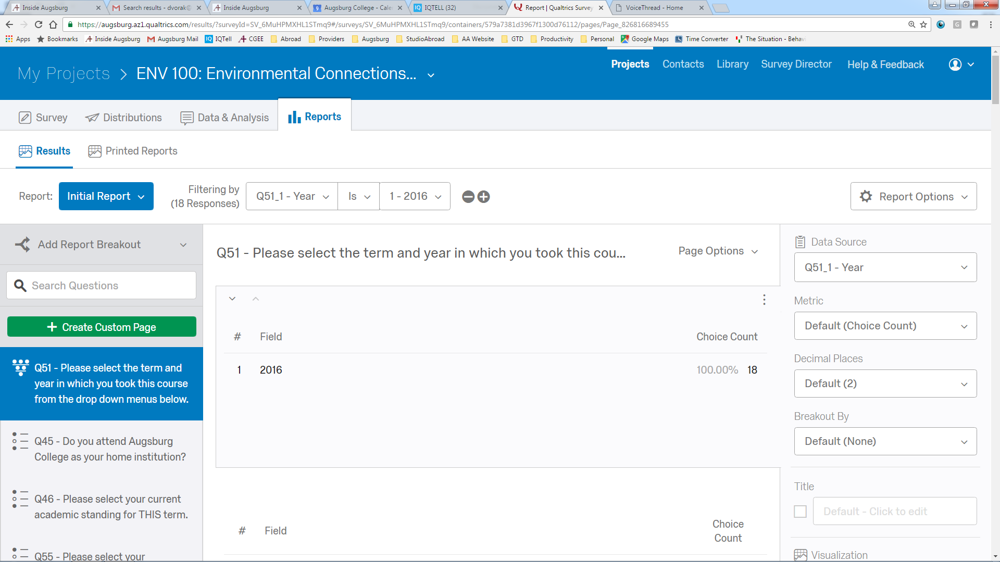 Inside Augsburg
Search results - dvorak@
Inside Augsburg
Augsburg College - Cale
IQTELL (32)
Report | Qualtrics Survey
VoiceThread - Home
https://augsburg.az1.qualtrics.com/results/?surveyId=SV_6MuHPMXHL1STmq9#/surveys/SV_6MuHPMXHL1STmq9/containers/579a7381d3967f1300d76112/pages/Page_826816689455
Apps
Bookmarks
Inside Augsburg
Augsburg Mail
IQTell
CGEE
Abroad
Providers
Augsburg
StudioAbroad
AA Website
GTD
Productivity
Personal
Google Maps
Time Converter
The Situation - Behavi
My Projects > ENV 100: Environmental Connections...
Projects
Contacts
Library
Survey Director
Help & Feedback
Survey
Distributions
Data & Analysis
Reports
Results
Printed Reports
Report:
Initial Report
Filtering by
(18 Responses)
Q51_1 - Year
Is
1 - 2016
Report Options
Add Report Breakout
Search Questions
+ Create Custom Page
Q51 - Please select the term and
year in which you took this course
from the drop down menus below.
Q45 - Do you attend Augsburg
College as your home institution?
Q46 - Please select your current
academic standing for THIS term.
Q55 - Please select your
Q51 - Please select the term and year in which you took this cou...
Page Options
# Field Choice Count
1 2016 100.00% 18
# Field Choice
Count
Data Source
Q51_1 - Year
Metric
Default (Choice Count)
Decimal Places
Default (2)
Breakout By
Default (None)
Title
Default - Click to edit
Visualization